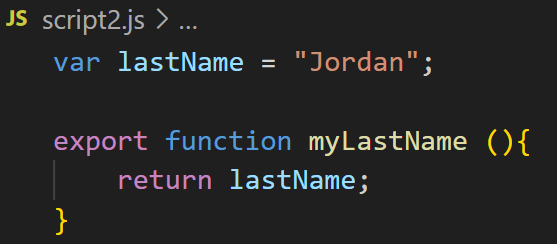 JS script2.js > ...
var lastName = "Jordan";
export function myLastName (){
return lastName;
}